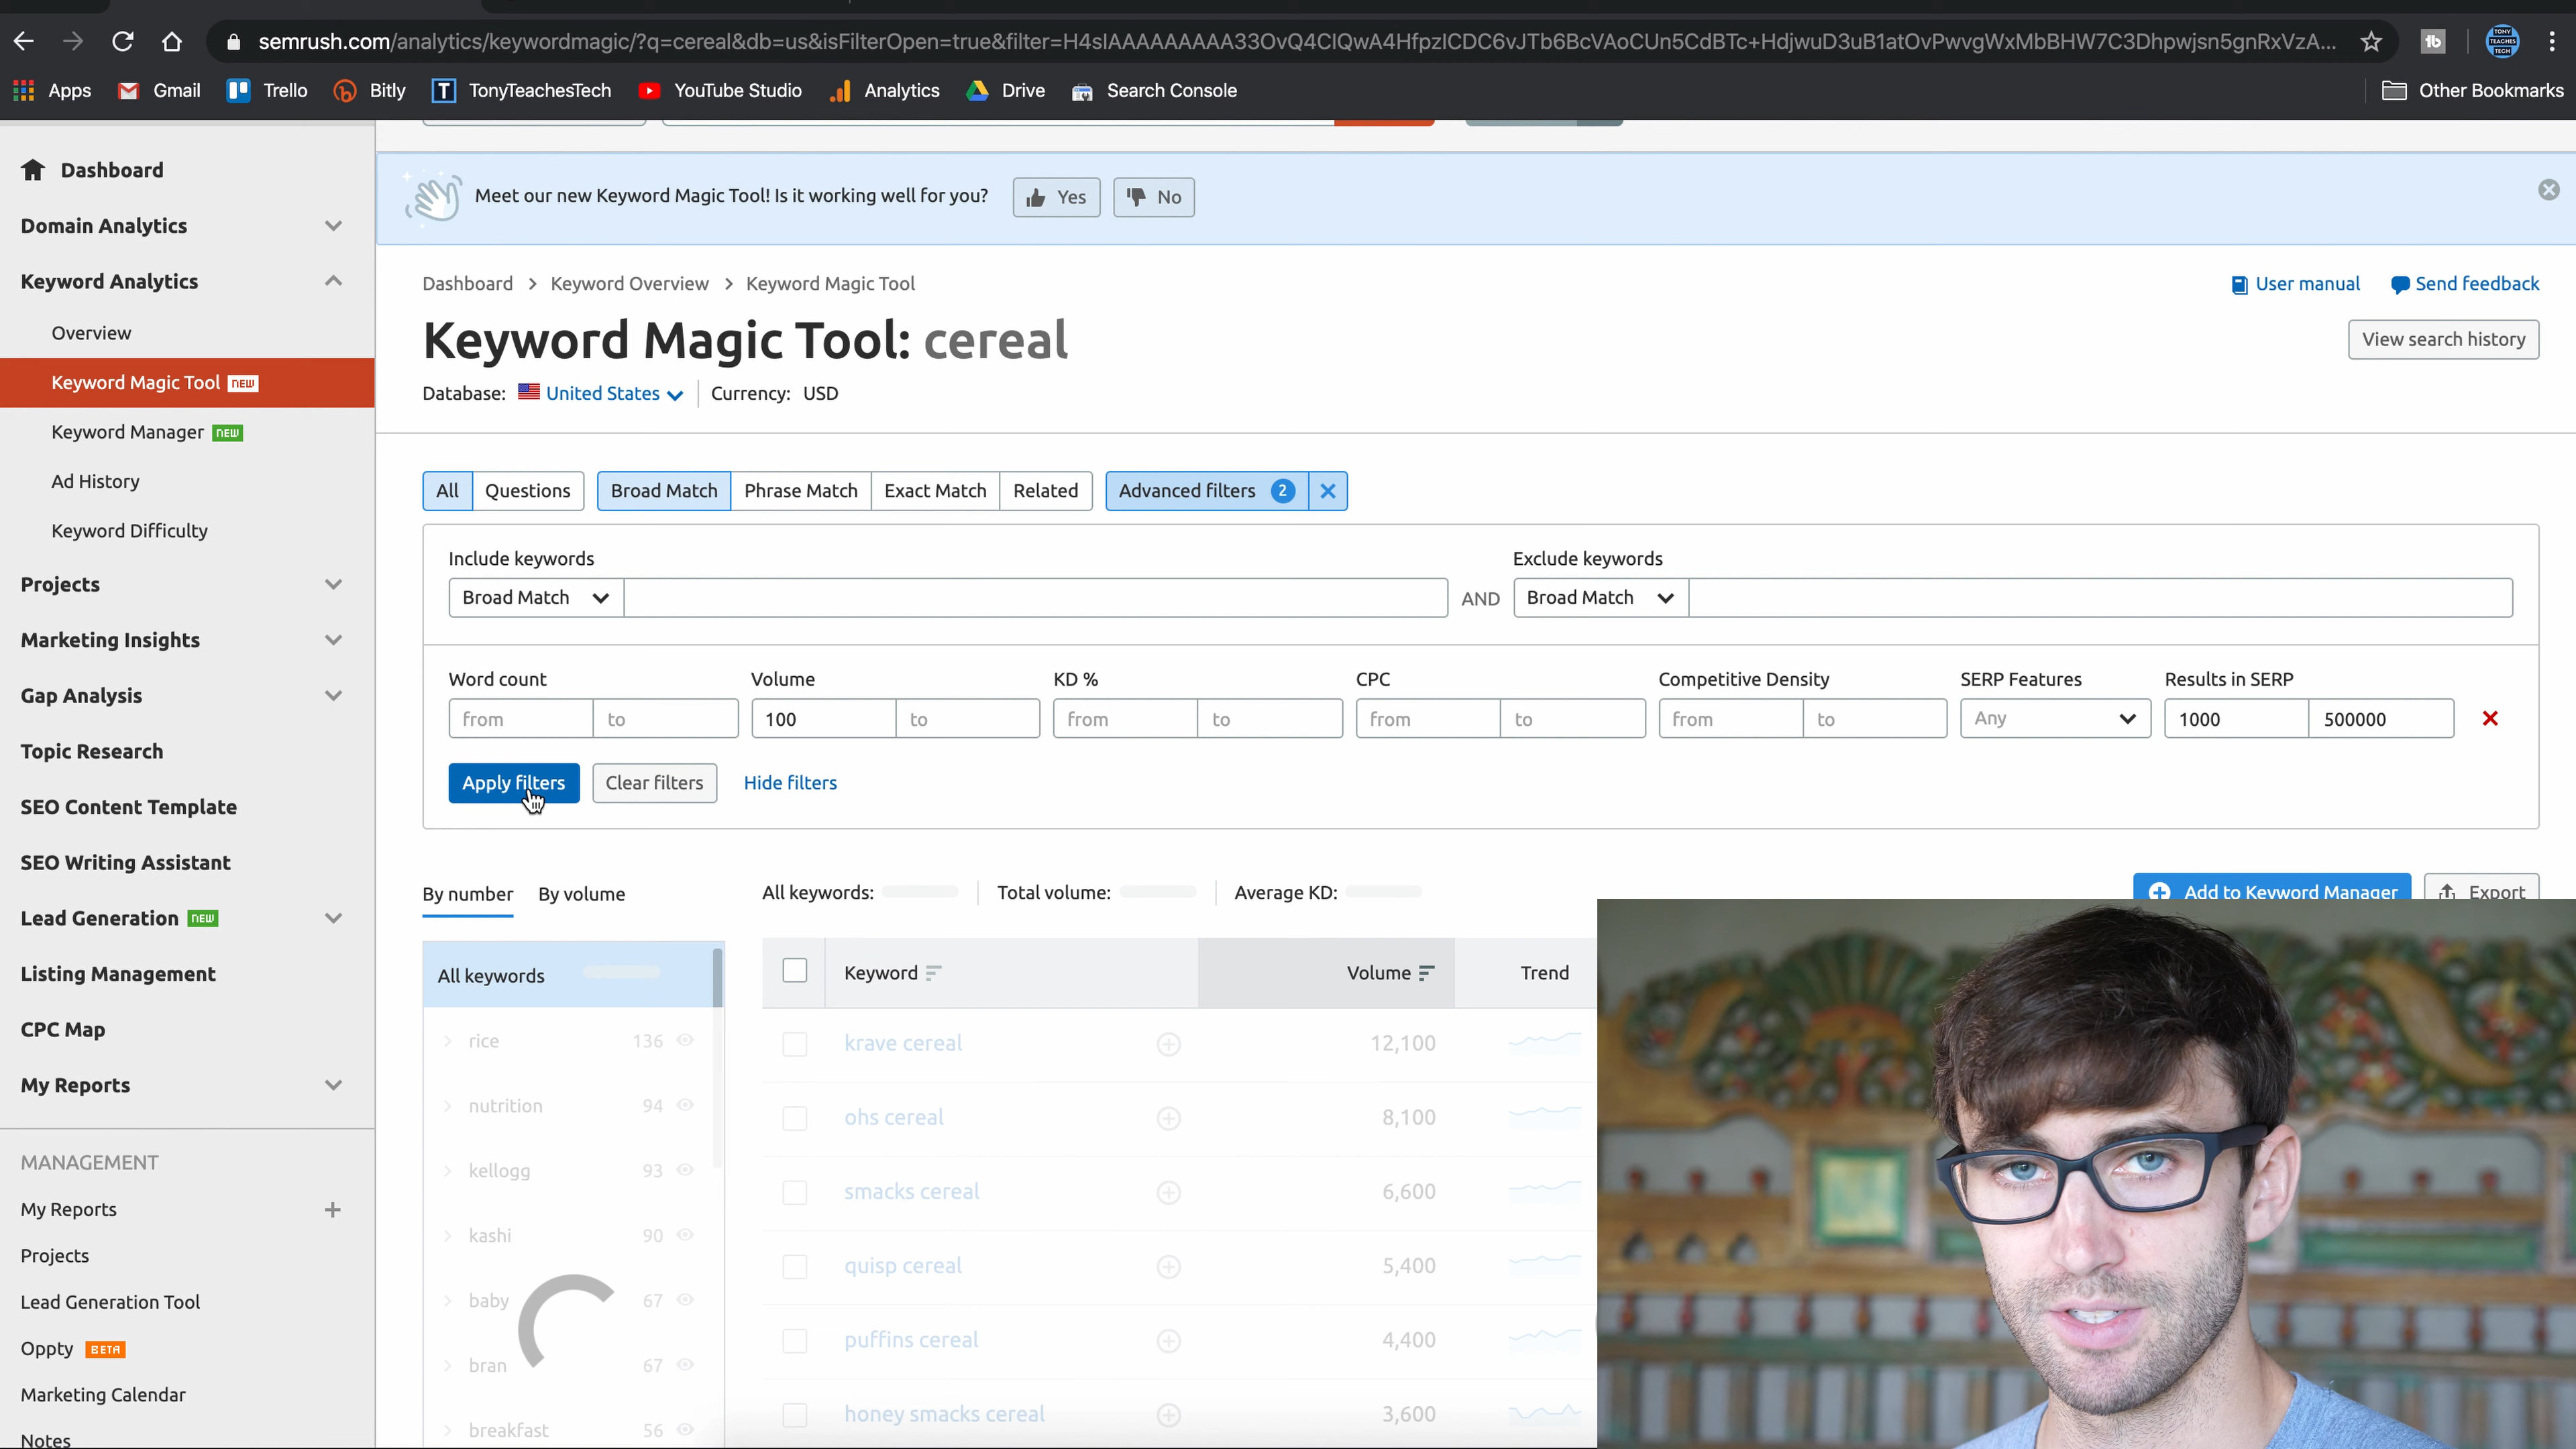 semrush.com/analytics/keywordmagic/?q=cereal&db=us&isFilterOpen=true&filter=
Apps Gmail Trello Bitly TonyTeachesTech YouTube Studio Analytics Drive Search Console Other Bookmarks
Dashboard
Domain Analytics
Keyword Analytics
Overview
Keyword Magic Tool NEW
Keyword Manager NEW
Ad History
Keyword Difficulty
Projects
Marketing Insights
Gap Analysis
Topic Research
SEO Content Template
SEO Writing Assistant
Lead Generation NEW
Listing Management
CPC Map
My Reports
MANAGEMENT
My Reports +
Projects
Lead Generation Tool
Oppty BETA
Marketing Calendar
Notes
Meet our new Keyword Magic Tool! Is it working well for you? Yes No
Dashboard > Keyword Overview > Keyword Magic Tool User manual Send feedback
Keyword Magic Tool: cereal
View search history
Database: United States Currency: USD
All Questions Broad Match Phrase Match Exact Match Related Advanced filters 2
Include keywords Exclude keywords
Broad Match AND Broad Match
Word count Volume KD % CPC Competitive Density SERP Features Results in SERP
from to 100 to from to from to from to Any 1000 500000
Apply filters Clear filters Hide filters
By number By volume All keywords: Total volume: Average KD: Add to Keyword Manager Export
All keywords
rice 136
nutrition 94
kellogg 93
kashi 90
baby 67
bran 67
breakfast 56
Keyword Volume Trend
krave cereal 12,100
ohs cereal 8,100
smacks cereal 6,600
quisp cereal 5,400
puffins cereal 4,400
honey smacks cereal 3,600
TONY
TEACHES
TECH